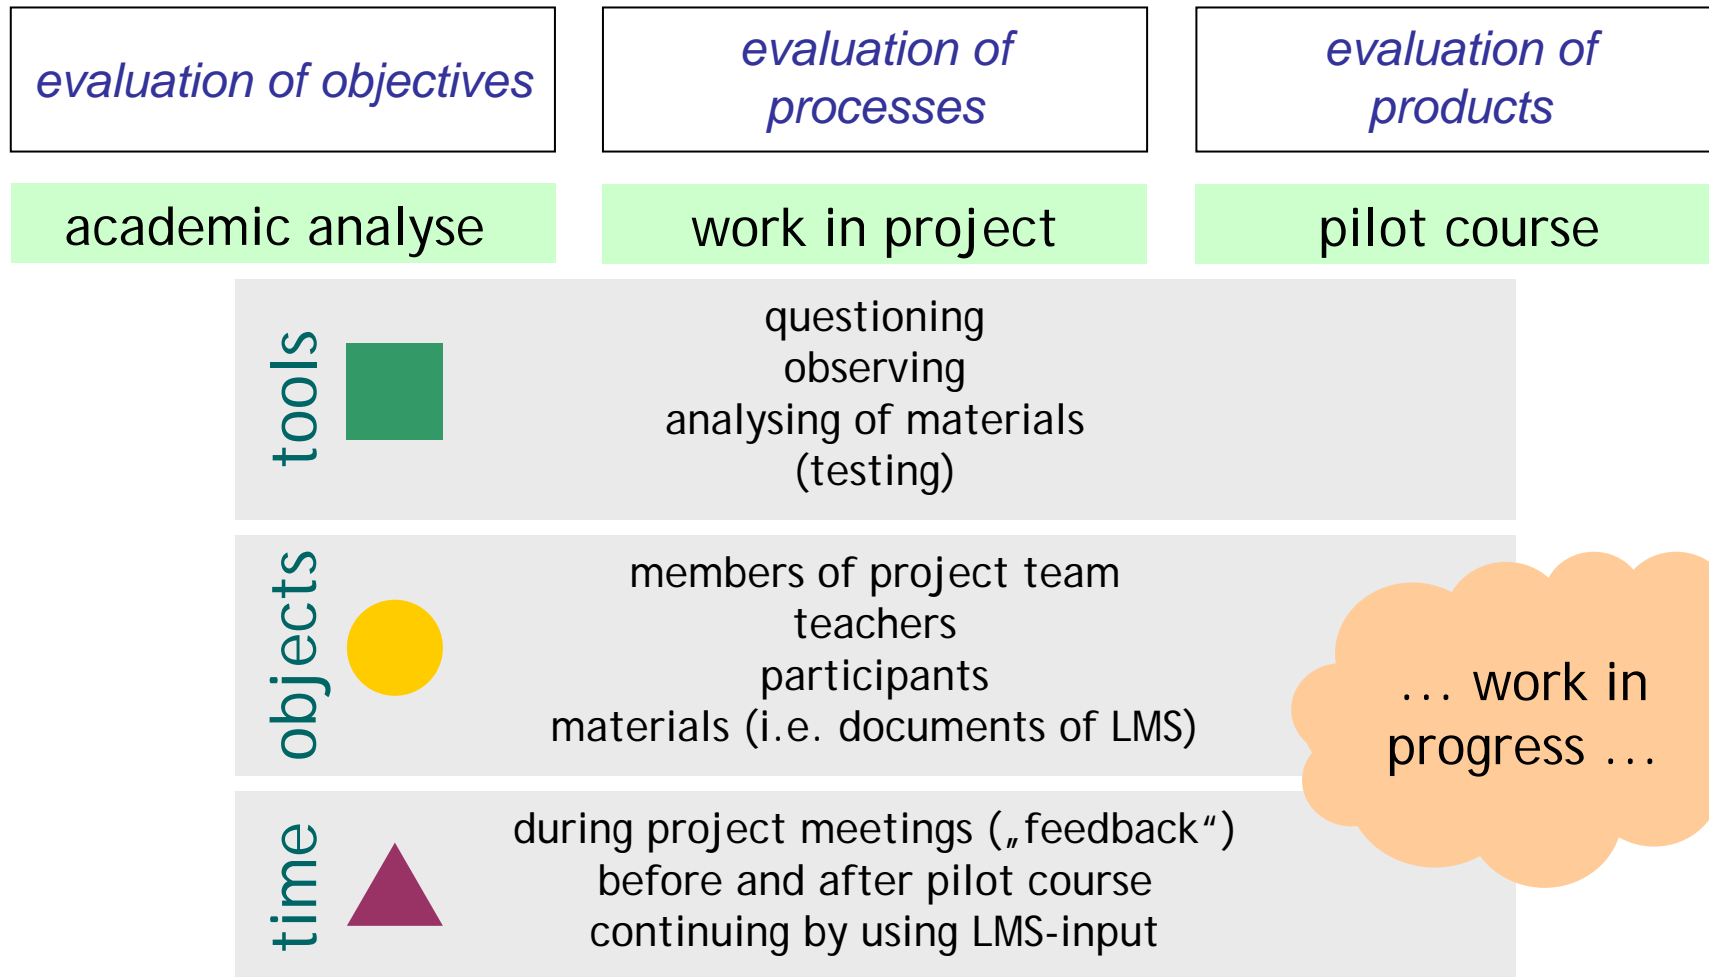 evaluation of objectives
evaluation of
processes
evaluation of
products
academic analyse
work in project
pilot course
tools
questioning
observing
analysing of materials
(testing)
objects
members of project team
teachers
participants
materials (i.e. documents of LMS)
... work in
progress ...
time
during project meetings („feedback“)
before and after pilot course
continuing by using LMS-input